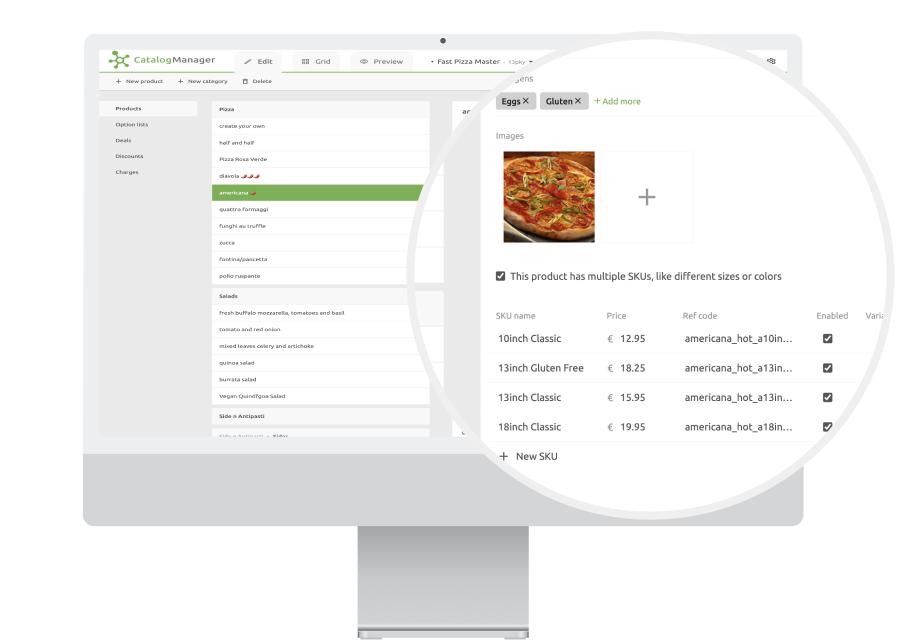 CatalogManager
Edit
Grid
Preview
• Fast Pizza Master - 13pky
+ New product
+ New category
Delete
Products
Option lists
Deals
Discounts
Charges
Pizza
create your own
half and half
Pizza Rosa Verde
diavola
americana
quattro formaggi
funghi au truffle
zucca
fontina/pancetta
pollo ruspante
Salads
fresh buffalo mozzarella, tomatoes and basil
tomato and red onion
mixed leaves celery and artichoke
quinoa salad
burrata salad
Vegan Quindfgoa Salad
Side n Antipasti
Side n Antipasti > Sides
Eggs ✕
Gluten ✕
+ Add more
Images
+
This product has multiple SKUs, like different sizes or colors
SKU name Price Ref code Enabled Varia
10inch Classic € 12.95 americana_hot_a10in...
13inch Gluten Free € 18.25 americana_hot_a13in...
13inch Classic € 15.95 americana_hot_a13in...
18inch Classic € 19.95 americana_hot_a18in...
+ New SKU